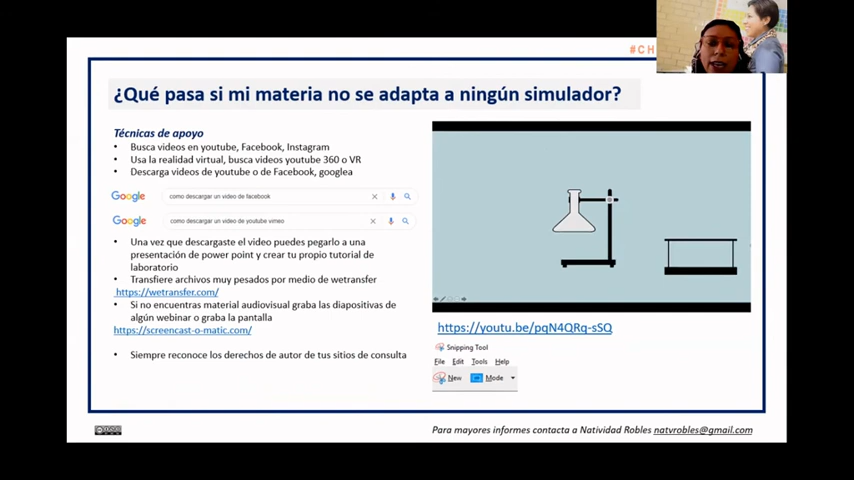 #CH
¿Qué pasa si mi materia no se adapta a ningún simulador?
Técnicas de apoyo
• Busca videos en youtube, Facebook, Instagram
• Usa la realidad virtual, busca videos youtube 360 o VR
• Descarga videos de youtube o de Facebook, googlea
Google como descargar un video de facebook
Google como descargar un video de youtube vimeo
• Una vez que descargaste el video puedes pegarlo a una
presentación de power point y crear tu propio tutorial de
laboratorio
• Transfiere archivos muy pesados por medio de wetransfer
https://wetransfer.com/
• Si no encuentras material audiovisual graba las diapositivas de
algún webinar o graba la pantalla
https://screencast-o-matic.com/
• Siempre reconoce los derechos de autor de tus sitios de consulta
https://youtu.be/pqN4QRq-sSQ
Snipping Tool
File Edit Tools Help
New Mode
Para mayores informes contacta a Natividad Robles natvrobles@gmail.com